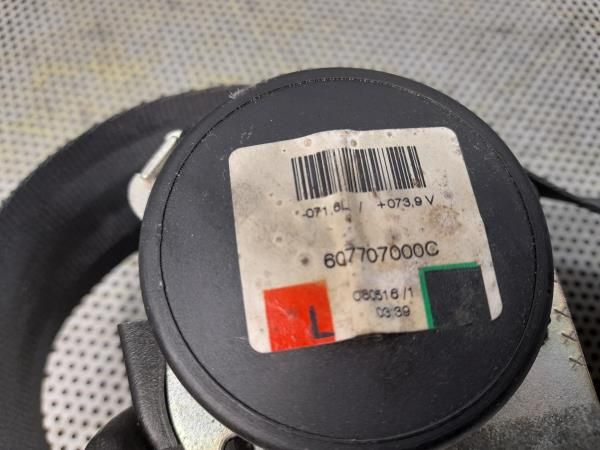 -071,6L / +073,9 V
607707000C
080516 /1
03:39
L